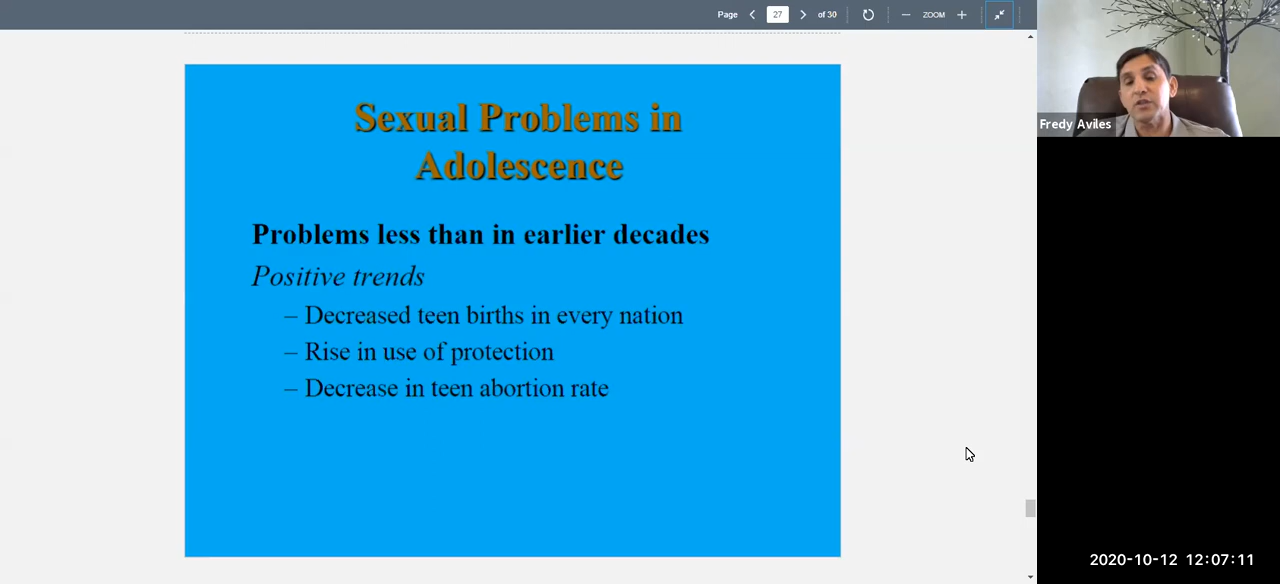 Page 27 of 30 ZOOM
Sexual Problems in
Adolescence
Problems less than in earlier decades
Positive trends
– Decreased teen births in every nation
– Rise in use of protection
– Decrease in teen abortion rate
Fredy Aviles
2020-10-12 12:07:11